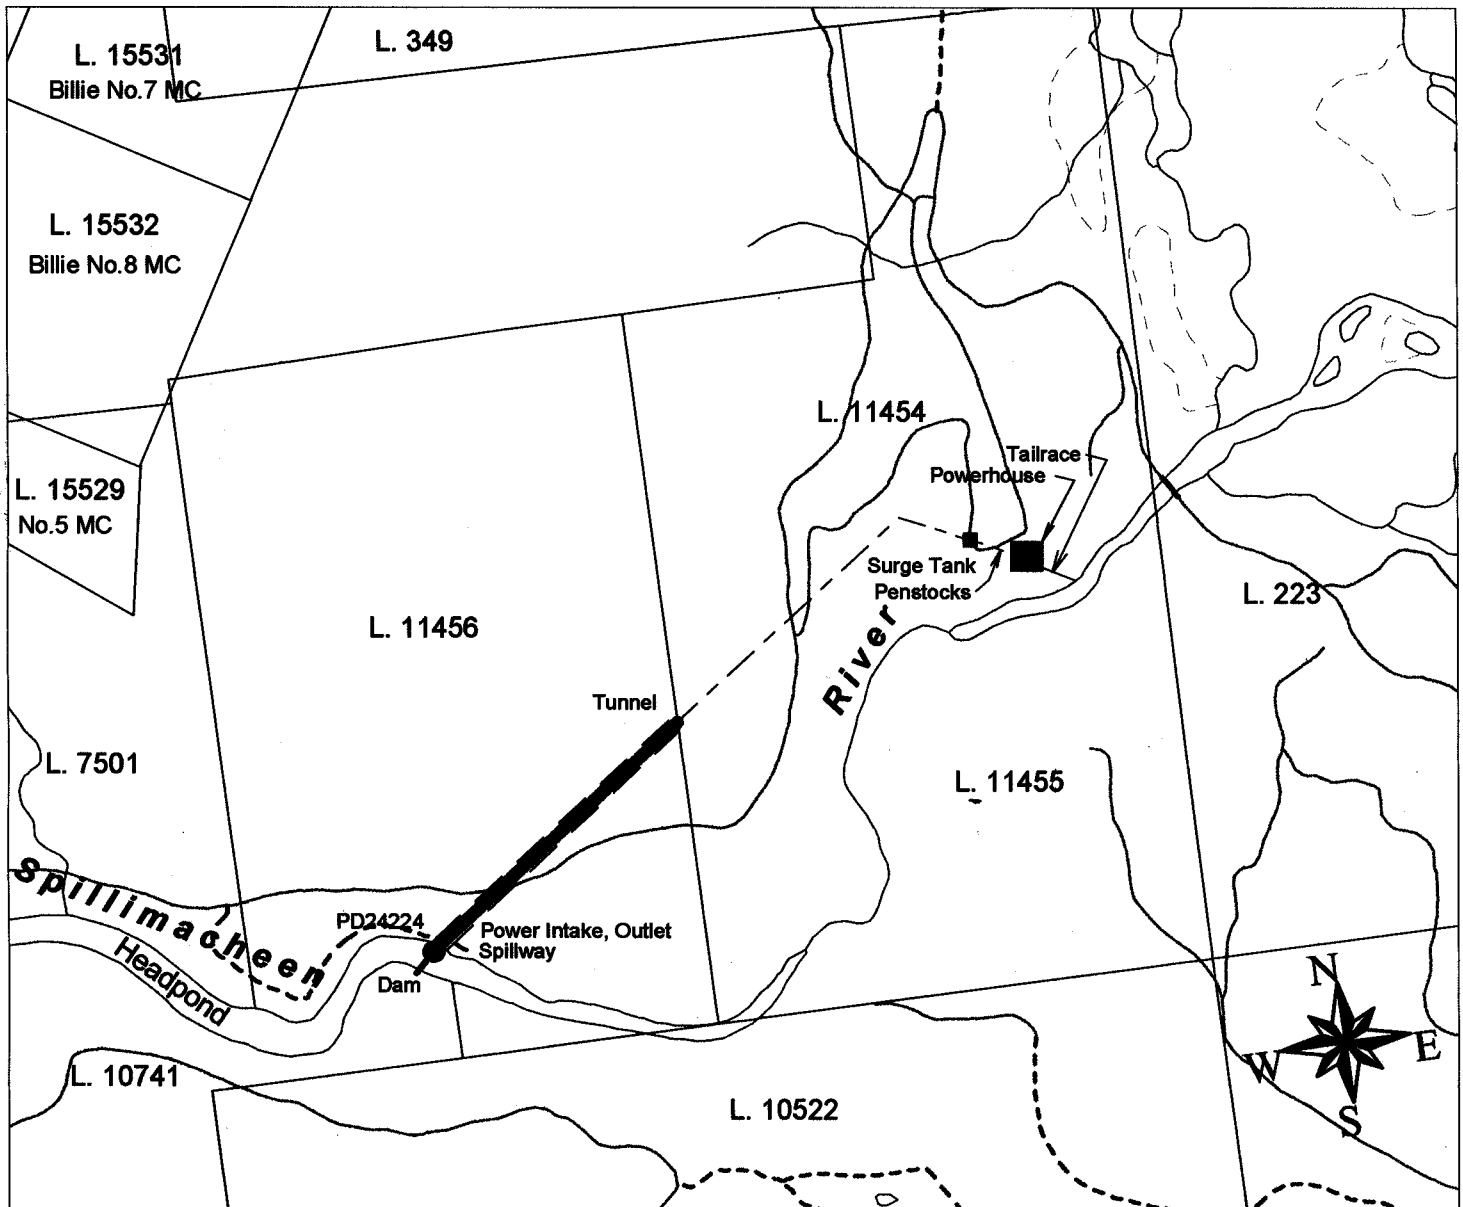 L. 15531
Billie No.7 MC
L. 349
L. 15532
Billie No.8 MC
L. 11454
Tailrace
Powerhouse
L. 15529
No.5 MC
Surge Tank
Penstocks
L. 223
L. 11456
River
Tunnel
L. 7501
L. 11455
Spillimacheen
PD24224
Power Intake, Outlet
Spillway
Headpond
Dam
N
E
W
S
L. 10741
L. 10522